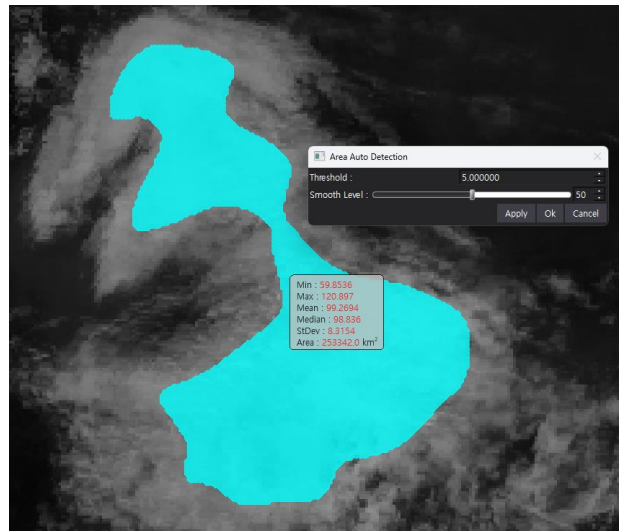 Area Auto Detection
Threshold : 5.000000
Smooth Level : 50
Apply Ok Cancel
Min : 59.8536
Max : 120.897
Mean : 99.2694
Median : 98.836
StDev : 8.3154
Area : 253342.0 km²